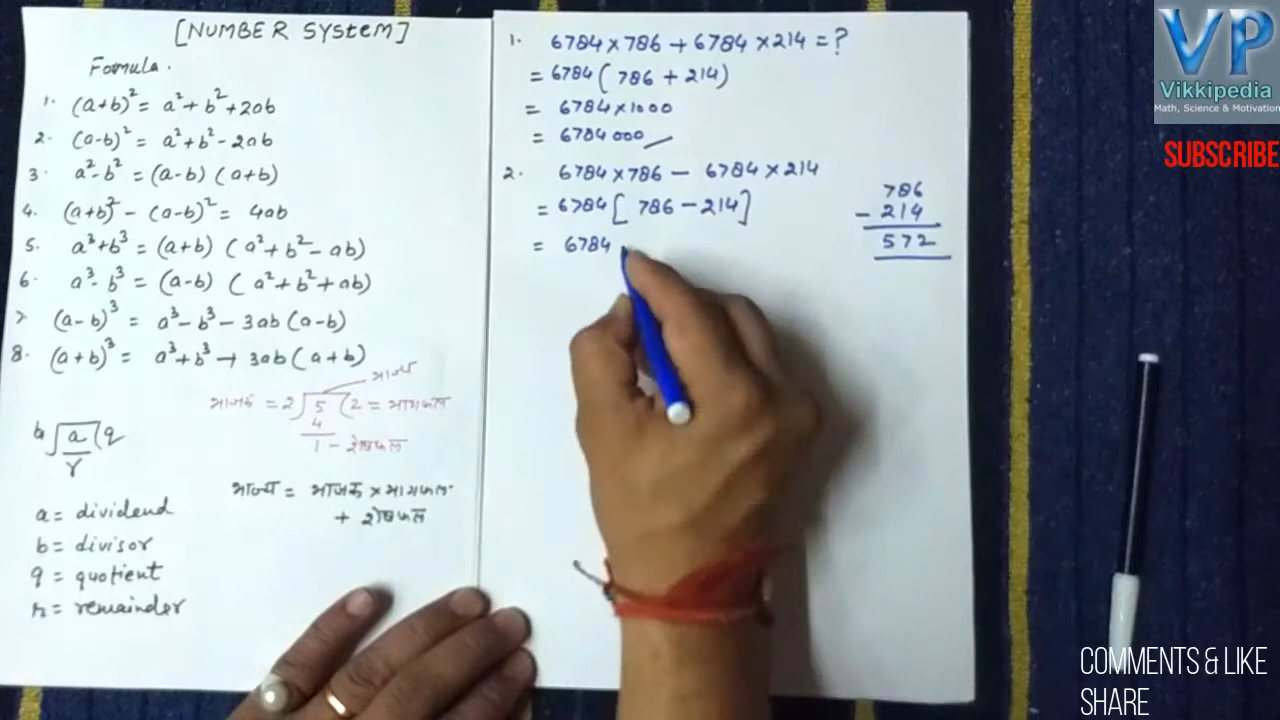 [NUMBER SYSTEM]
Formula.
1. (a+b)² = a²+b²+2ab
2. (a-b)² = a²+b²-2ab
3. a²-b² = (a-b) (a+b)
4. (a+b)² - (a-b)² = 4ab
5. a³+b³ = (a+b) (a²+b²-ab)
6. a³-b³ = (a-b) (a²+b²+ab)
7 (a-b)³ = a³-b³-3ab(a-b)
8. (a+b)³ = a³+b³+3ab(a+b)
भाज्य
भाजक = 2 5 2 = भागफल
4
1 - शेषफल
b a q
r
भाज्य = भाजक × भागफल
+ शेषफल
a = dividend
b = divisor
q = quotient
r = remainder
1. 6784×786+6784×214=?
= 6784(786+214)
= 6784×1000
= 6784000
2. 6784×786 - 6784×214
= 6784[786-214]
= 6784
786
- 214
572
VP
Vikkipedia
Math, Science & Motivation
SUBSCRIBE
COMMENTS & LIKE
SHARE